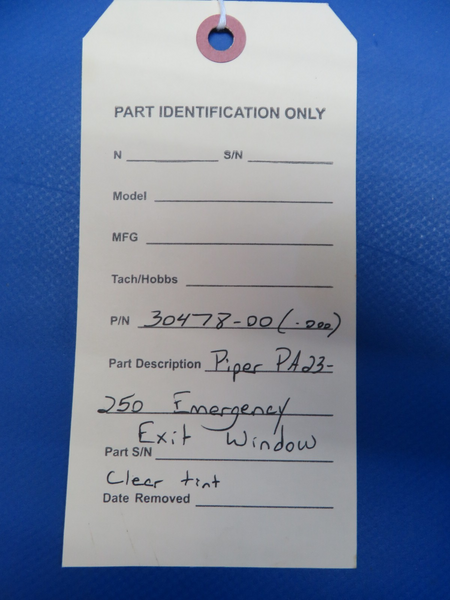 PART IDENTIFICATION ONLY
N S/N
Model
MFG
Tach/Hobbs
P/N 30478-00 (.200)
Part Description Piper PA23-
250 Emergency
Exit Window
Part S/N
Clear tint
Date Removed